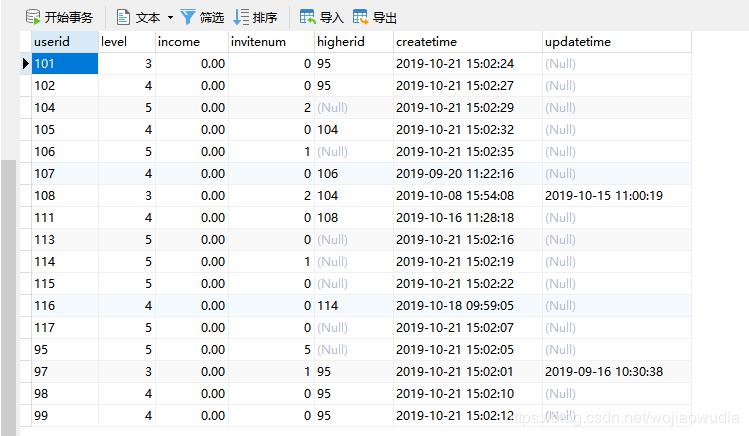 开始事务 文本 筛选 排序 导入 导出
userid level income invitenum higherid createtime updatetime
101 3 0.00 0 95 2019-10-21 15:02:24 (Null)
102 4 0.00 0 95 2019-10-21 15:02:27 (Null)
104 5 0.00 2 (Null) 2019-10-21 15:02:29 (Null)
105 4 0.00 0 104 2019-10-21 15:02:32 (Null)
106 5 0.00 1 (Null) 2019-10-21 15:02:35 (Null)
107 4 0.00 0 106 2019-09-20 11:22:16 (Null)
108 3 0.00 2 104 2019-10-08 15:54:08 2019-10-15 11:00:19
111 4 0.00 0 108 2019-10-16 11:28:18 (Null)
113 5 0.00 0 (Null) 2019-10-21 15:02:16 (Null)
114 5 0.00 1 (Null) 2019-10-21 15:02:19 (Null)
115 5 0.00 0 (Null) 2019-10-21 15:02:22 (Null)
116 4 0.00 0 114 2019-10-18 09:59:05 (Null)
117 5 0.00 0 (Null) 2019-10-21 15:02:07 (Null)
95 5 0.00 5 (Null) 2019-10-21 15:02:05 (Null)
97 3 0.00 1 95 2019-10-21 15:02:01 2019-09-16 10:30:38
98 4 0.00 0 95 2019-10-21 15:02:10 (Null)
99 4 0.00 0 95 2019-10-21 15:02:12 (Null)
https://blog.csdn.net/wojiaowudia